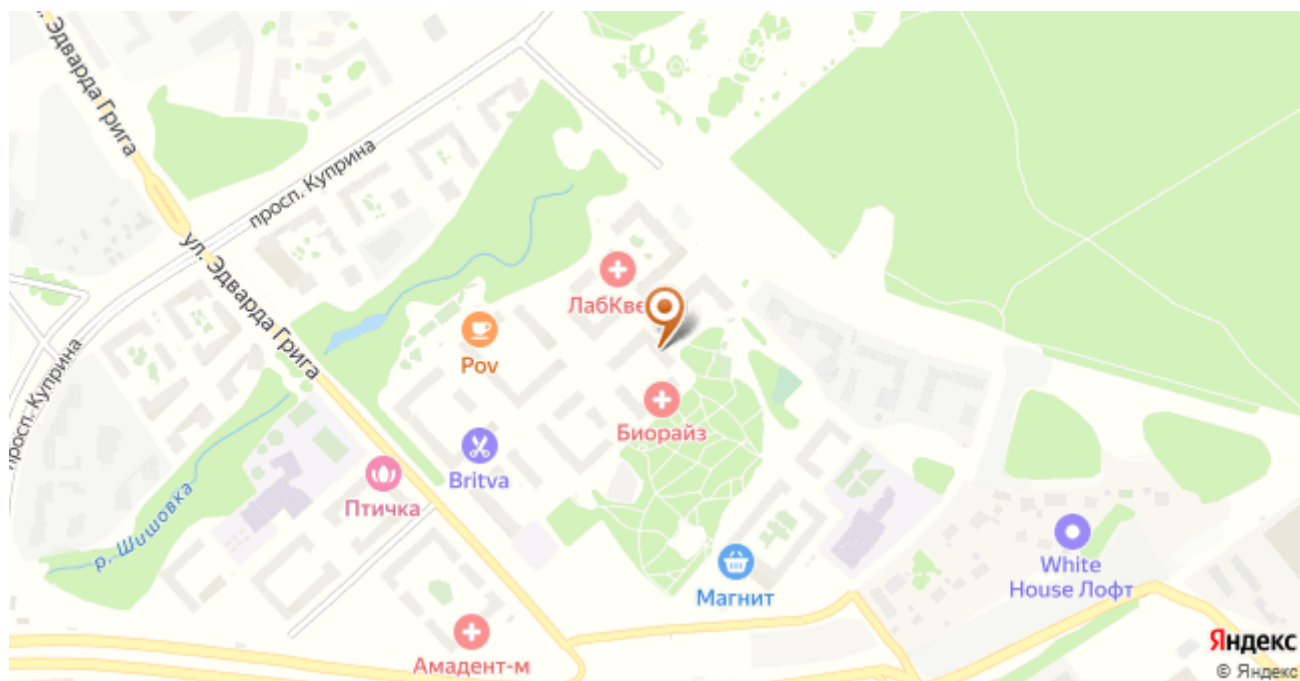 ул. Эдварда Грига
просп. Куприна
ул. Эдварда Грига
просп. Куприна
ЛабКве
Pov
Биорайз
Britva
Птичка
р. Шишовка
White
House Лофт
Магнит
Амадент-м
Яндекс
© Яндекс